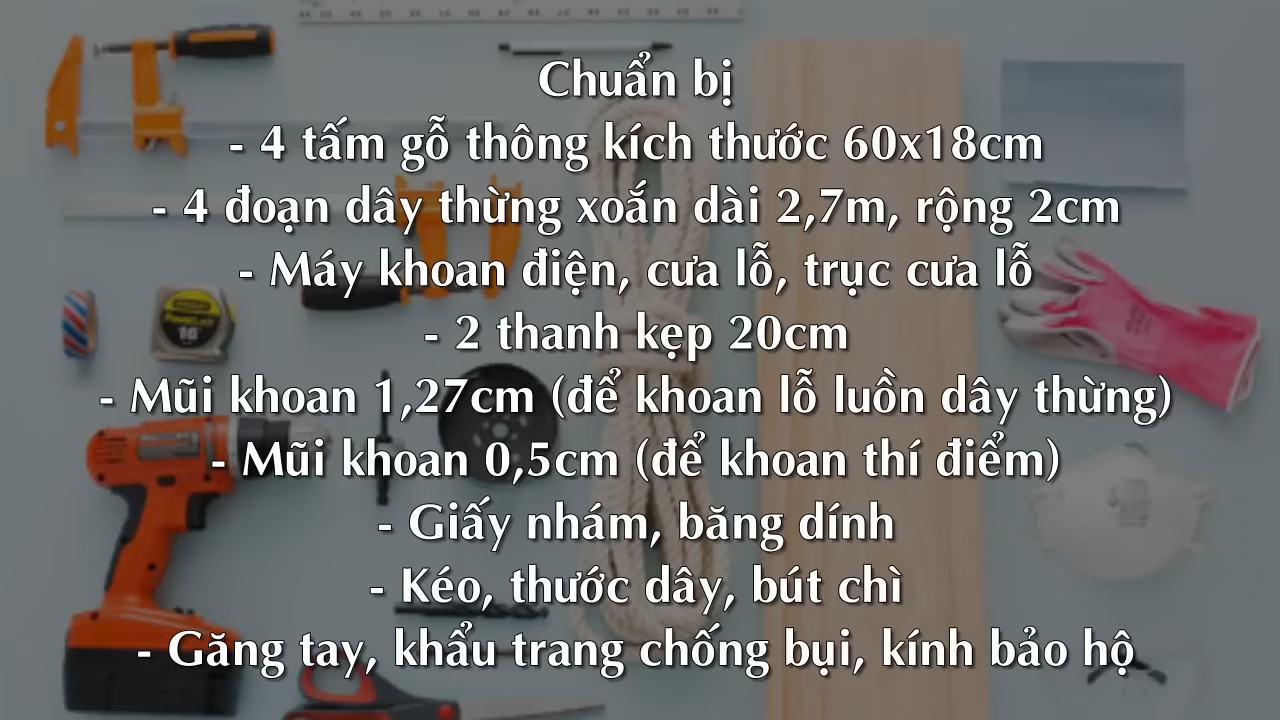 Chuẩn bị
- 4 tấm gỗ thông kích thước 60x18cm
- 4 đoạn dây thừng xoắn dài 2,7m, rộng 2cm
- Máy khoan điện, cưa lỗ, trục cưa lỗ
- 2 thanh kẹp 20cm
- Mũi khoan 1,27cm (để khoan lỗ luồn dây thừng)
- Mũi khoan 0,5cm (để khoan thí điểm)
- Giấy nhám, băng dính
- Kéo, thước dây, bút chì
- Găng tay, khẩu trang chống bụi, kính bảo hộ
16